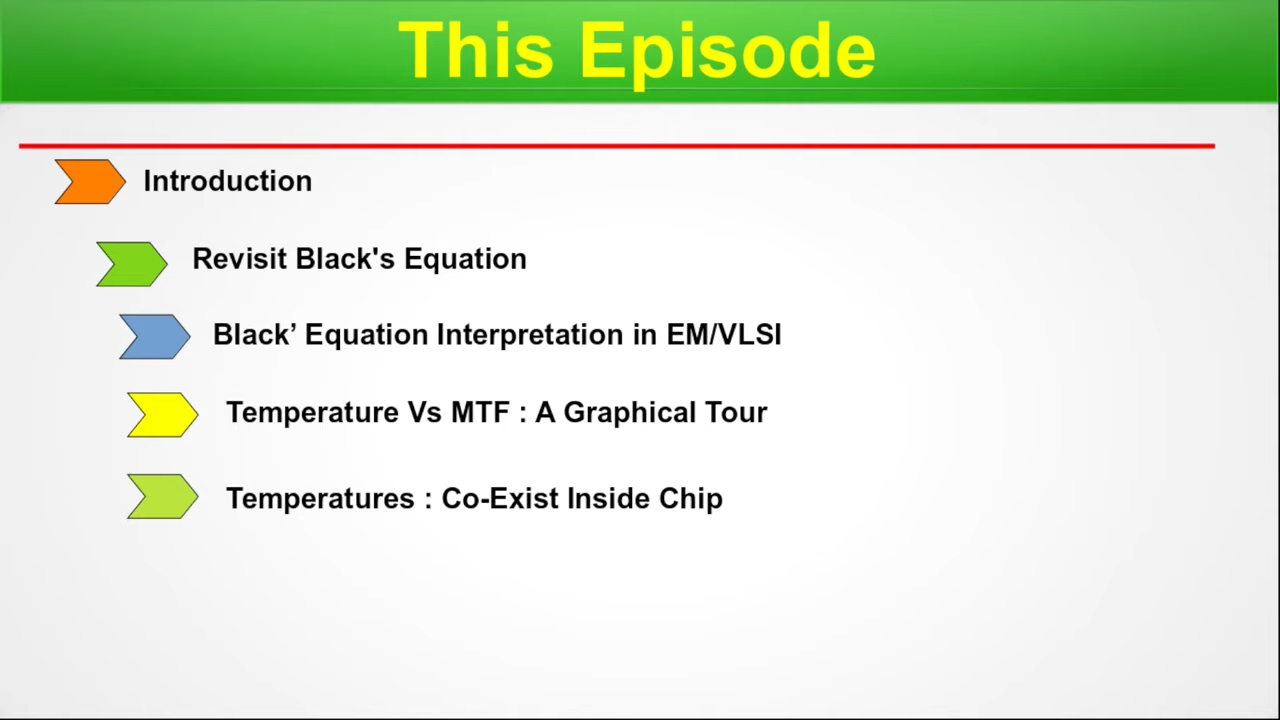 This Episode
Introduction
Revisit Black's Equation
Black’ Equation Interpretation in EM/VLSI
Temperature Vs MTF : A Graphical Tour
Temperatures : Co-Exist Inside Chip